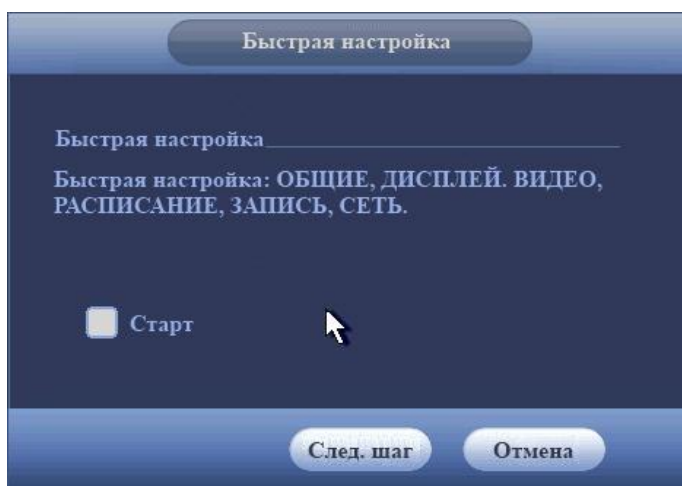 Быстрая настройка
Быстрая настройка
Быстрая настройка: ОБЩИЕ, ДИСПЛЕЙ. ВИДЕО,
РАСПИСАНИЕ, ЗАПИСЬ, СЕТЬ.
Старт
След. шаг
Отмена